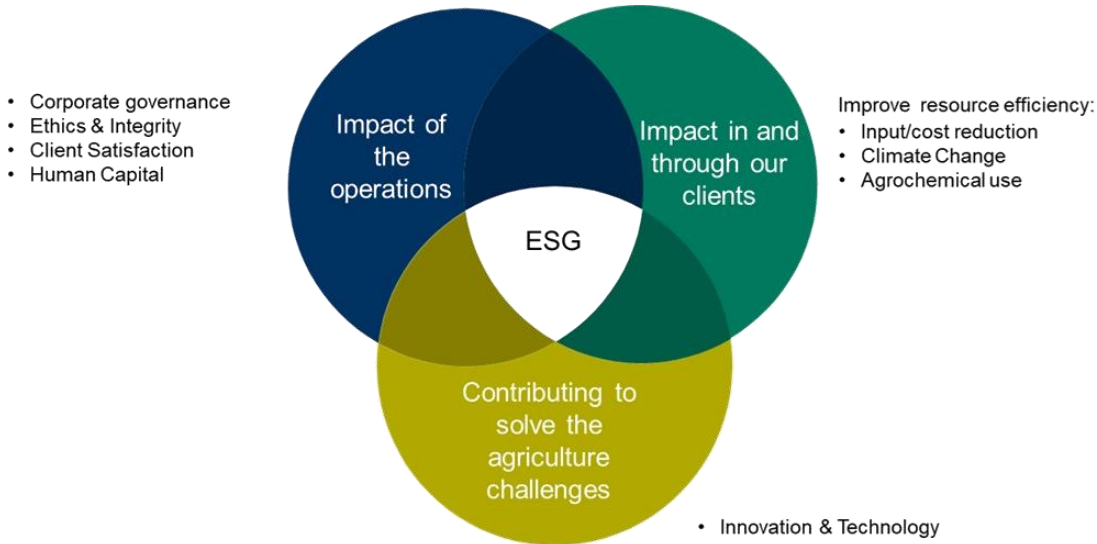 • Corporate governance
• Ethics & Integrity
• Client Satisfaction
• Human Capital
Impact of
the
operations
Impact in and
through our
clients
Improve resource efficiency:
• Input/cost reduction
• Climate Change
• Agrochemical use
ESG
Contributing to
solve the
agriculture
challenges
• Innovation & Technology